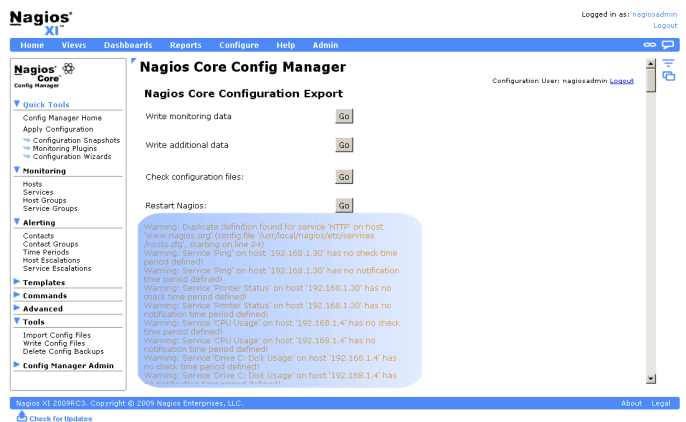 Nagios®
XI™
Logged in as: nagiosadmin
Logout
Home Views Dashboards Reports Configure Help Admin
Nagios®
Core™
Config Manager
Quick Tools
Config Manager Home
Apply Configuration
Configuration Snapshots
Monitoring Plugins
Configuration Wizards
Monitoring
Hosts
Services
Host Groups
Service Groups
Alerting
Contacts
Contact Groups
Time Periods
Host Escalations
Service Escalations
Templates
Commands
Advanced
Tools
Import Config Files
Write Config Files
Delete Config Backups
Config Manager Admin
Nagios Core Config Manager
Configuration User: nagiosadmin Logout
Nagios Core Configuration Export
Write monitoring data Go
Write additional data Go
Check configuration files: Go
Restart Nagios: Go
Warning: Duplicate definition found for service 'HTTP' on host
'www.nagios.org' (config file '/usr/local/nagios/etc/services
/hosts.cfg', starting on line 24)
Warning: Service 'Ping' on host '192.168.1.30' has no check time
period defined!
Warning: Service 'Ping' on host '192.168.1.30' has no notification
time period defined!
Warning: Service 'Printer Status' on host '192.168.1.30' has no
check time period defined!
Warning: Service 'Printer Status' on host '192.168.1.30' has no
notification time period defined!
Warning: Service 'CPU Usage' on host '192.168.1.4' has no check
time period defined!
Warning: Service 'CPU Usage' on host '192.168.1.4' has no
notification time period defined!
Warning: Service 'Drive C: Disk Usage' on host '192.168.1.4' has
no check time period defined!
Warning: Service 'Drive C: Disk Usage' on host '192.168.1.4' has
no notification time period defined!
Nagios XI 2009RC3. Copyright © 2009 Nagios Enterprises, LLC.
About Legal
Check for Updates